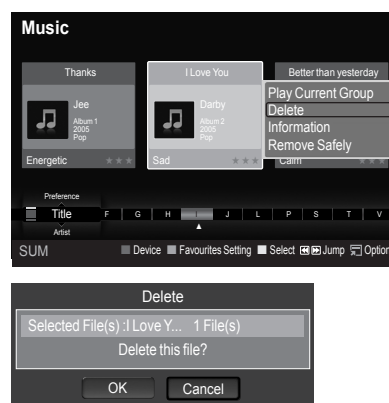 Music
Thanks
I Love You
Better than yesterday
Jee
Album 1
2005
Pop
Darby
Album 2
2005
Pop
Play Current Group
Delete
Information
Remove Safely
Energetic ★★★
Sad ★★★
Calm ★★★
Preference
Title F G H I J L P S T V
Artist
SUM Device Favourites Setting Select Jump Option
Delete
Selected File(s) :I Love Y... 1 File(s)
Delete this file?
OK Cancel